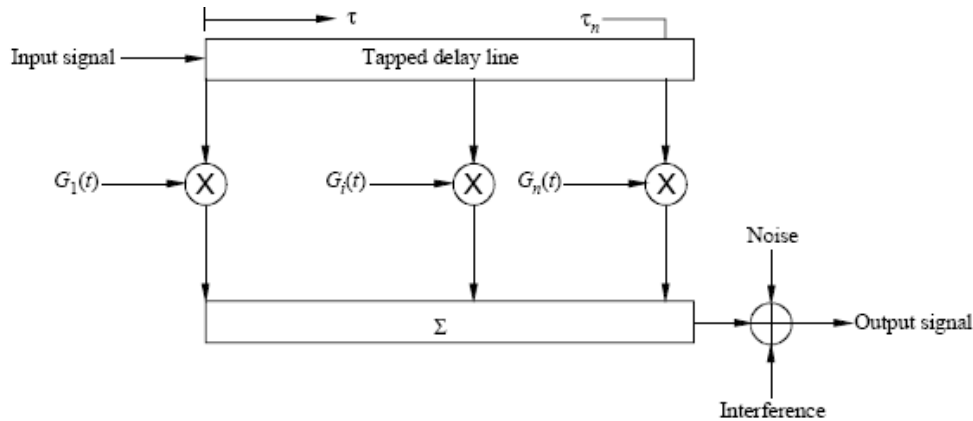 τ
τn
Input signal
Tapped delay line
G1(t)
X
Gi(t)
X
Gn(t)
X
Noise
Σ
Output signal
Interference